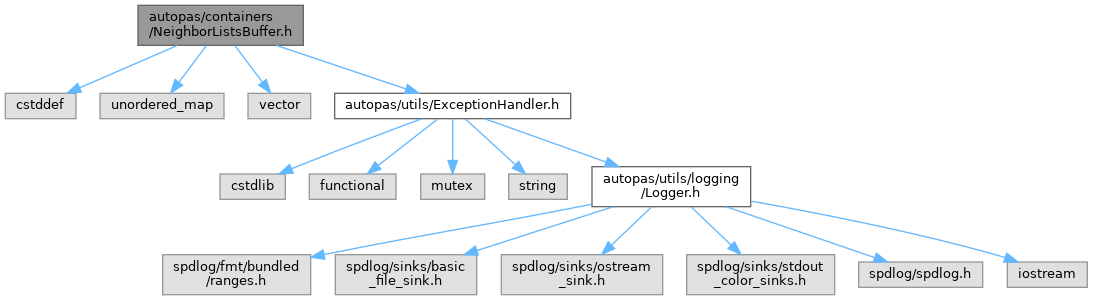 autopas/containers
/NeighborListsBuffer.h
cstddef
unordered_map
vector
autopas/utils/ExceptionHandler.h
cstdlib
functional
mutex
string
autopas/utils/logging
/Logger.h
spdlog/fmt/bundled
/ranges.h
spdlog/sinks/basic
_file_sink.h
spdlog/sinks/ostream
_sink.h
spdlog/sinks/stdout
_color_sinks.h
spdlog/spdlog.h
iostream